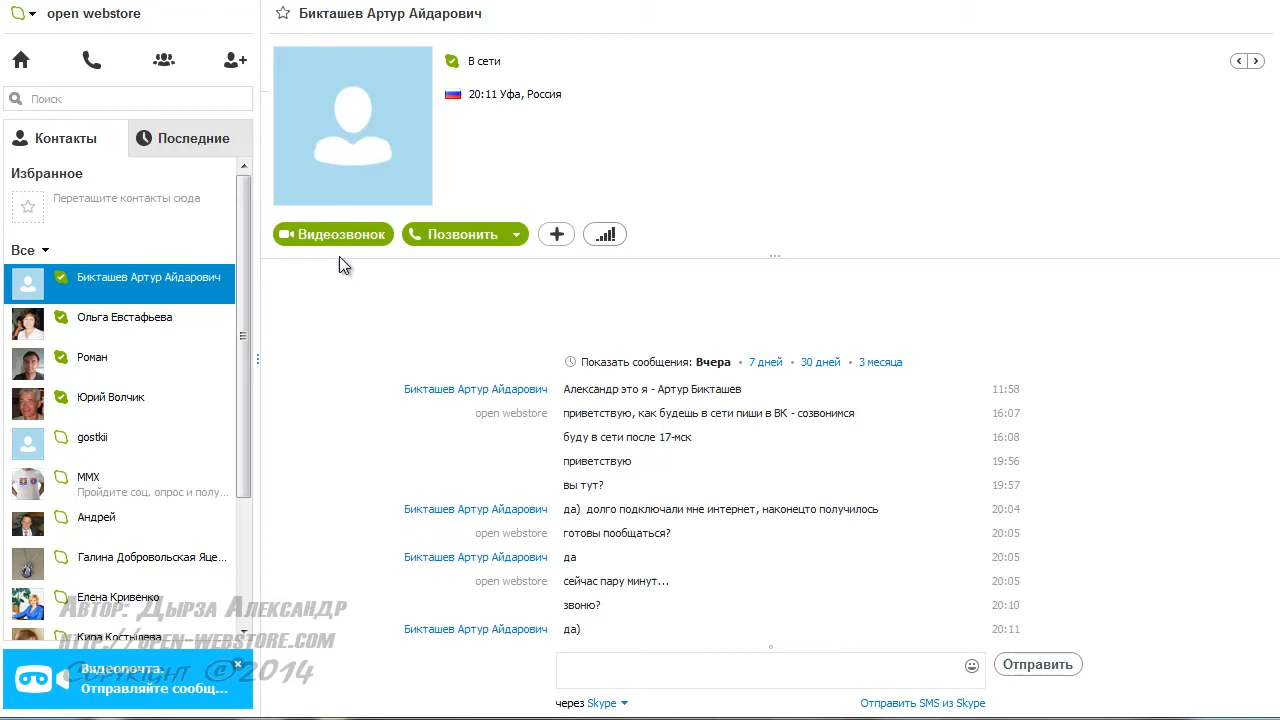 open webstore
Поиск
Контакты
Последние
Избранное
Перетащите контакты сюда
Все
Бикташев Артур Айдарович
Ольга Евстафьева
Роман
Юрий Волчик
gostkii
MMX
Пройдите соц. опрос и полу...
Андрей
Галина Добровольская Яце...
Елена Кривенко
Кира Костылева
Автор: Дырза Александр
http://open-webstore.com
Copyright ©2014
Видеопочта.
Отправляйте сообщ...
Бикташев Артур Айдарович
В сети
20:11 Уфа, Россия
Видеозвонок
Позвонить
Показать сообщения: Вчера • 7 дней • 30 дней • 3 месяца
Бикташев Артур Айдарович Александр это я - Артур Бикташев 11:58
open webstore приветствую, как будешь в сети пиши в ВК - созвонимся 16:07
буду в сети после 17-мск 16:08
приветствую 19:56
вы тут? 19:57
Бикташев Артур Айдарович да) долго подключали мне интернет, наконецто получилось 20:04
open webstore готовы пообщаться? 20:05
Бикташев Артур Айдарович да 20:05
open webstore сейчас пару минут... 20:05
звоню? 20:10
Бикташев Артур Айдарович да) 20:11
Отправить
через Skype
Отправить SMS из Skype